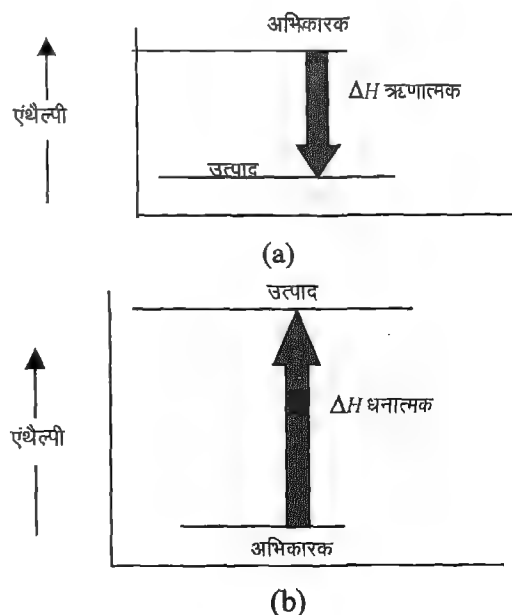 अभिकारक
एंथैल्पी
ΔH ऋणात्मक
उत्पाद
(a)
उत्पाद
एंथैल्पी
ΔH धनात्मक
अभिकारक
(b)